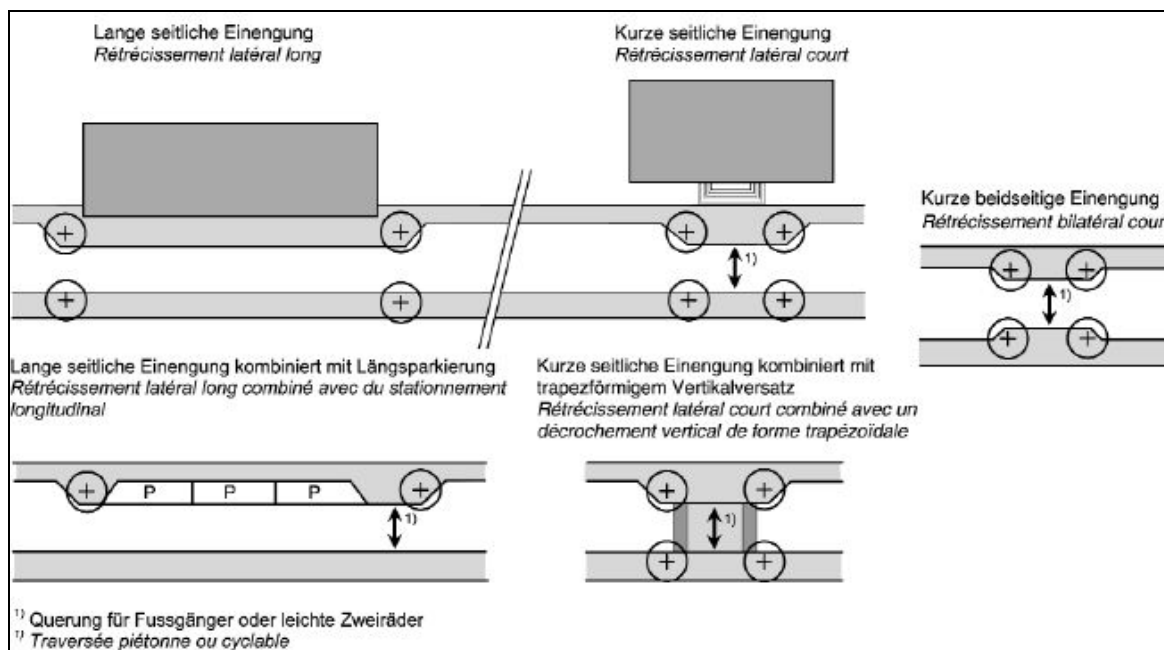 Lange seitliche Einengung
Rétrécissement latéral long
Kurze seitliche Einengung
Rétrécissement latéral court
1)
Kurze beidseitige Einengung
Rétrécissement bilatéral cour
1)
Lange seitliche Einengung kombiniert mit Längsparkierung
Rétrécissement latéral long combiné avec du stationnement
longitudinal
P P P
1)
Kurze seitliche Einengung kombiniert mit
trapezförmigem Vertikalversatz
Rétrécissement latéral court combiné avec un
décrochement vertical de forme trapézoïdale
1)
1) Querung für Fussgänger oder leichte Zweiräder
1) Traversée piétonne ou cyclable